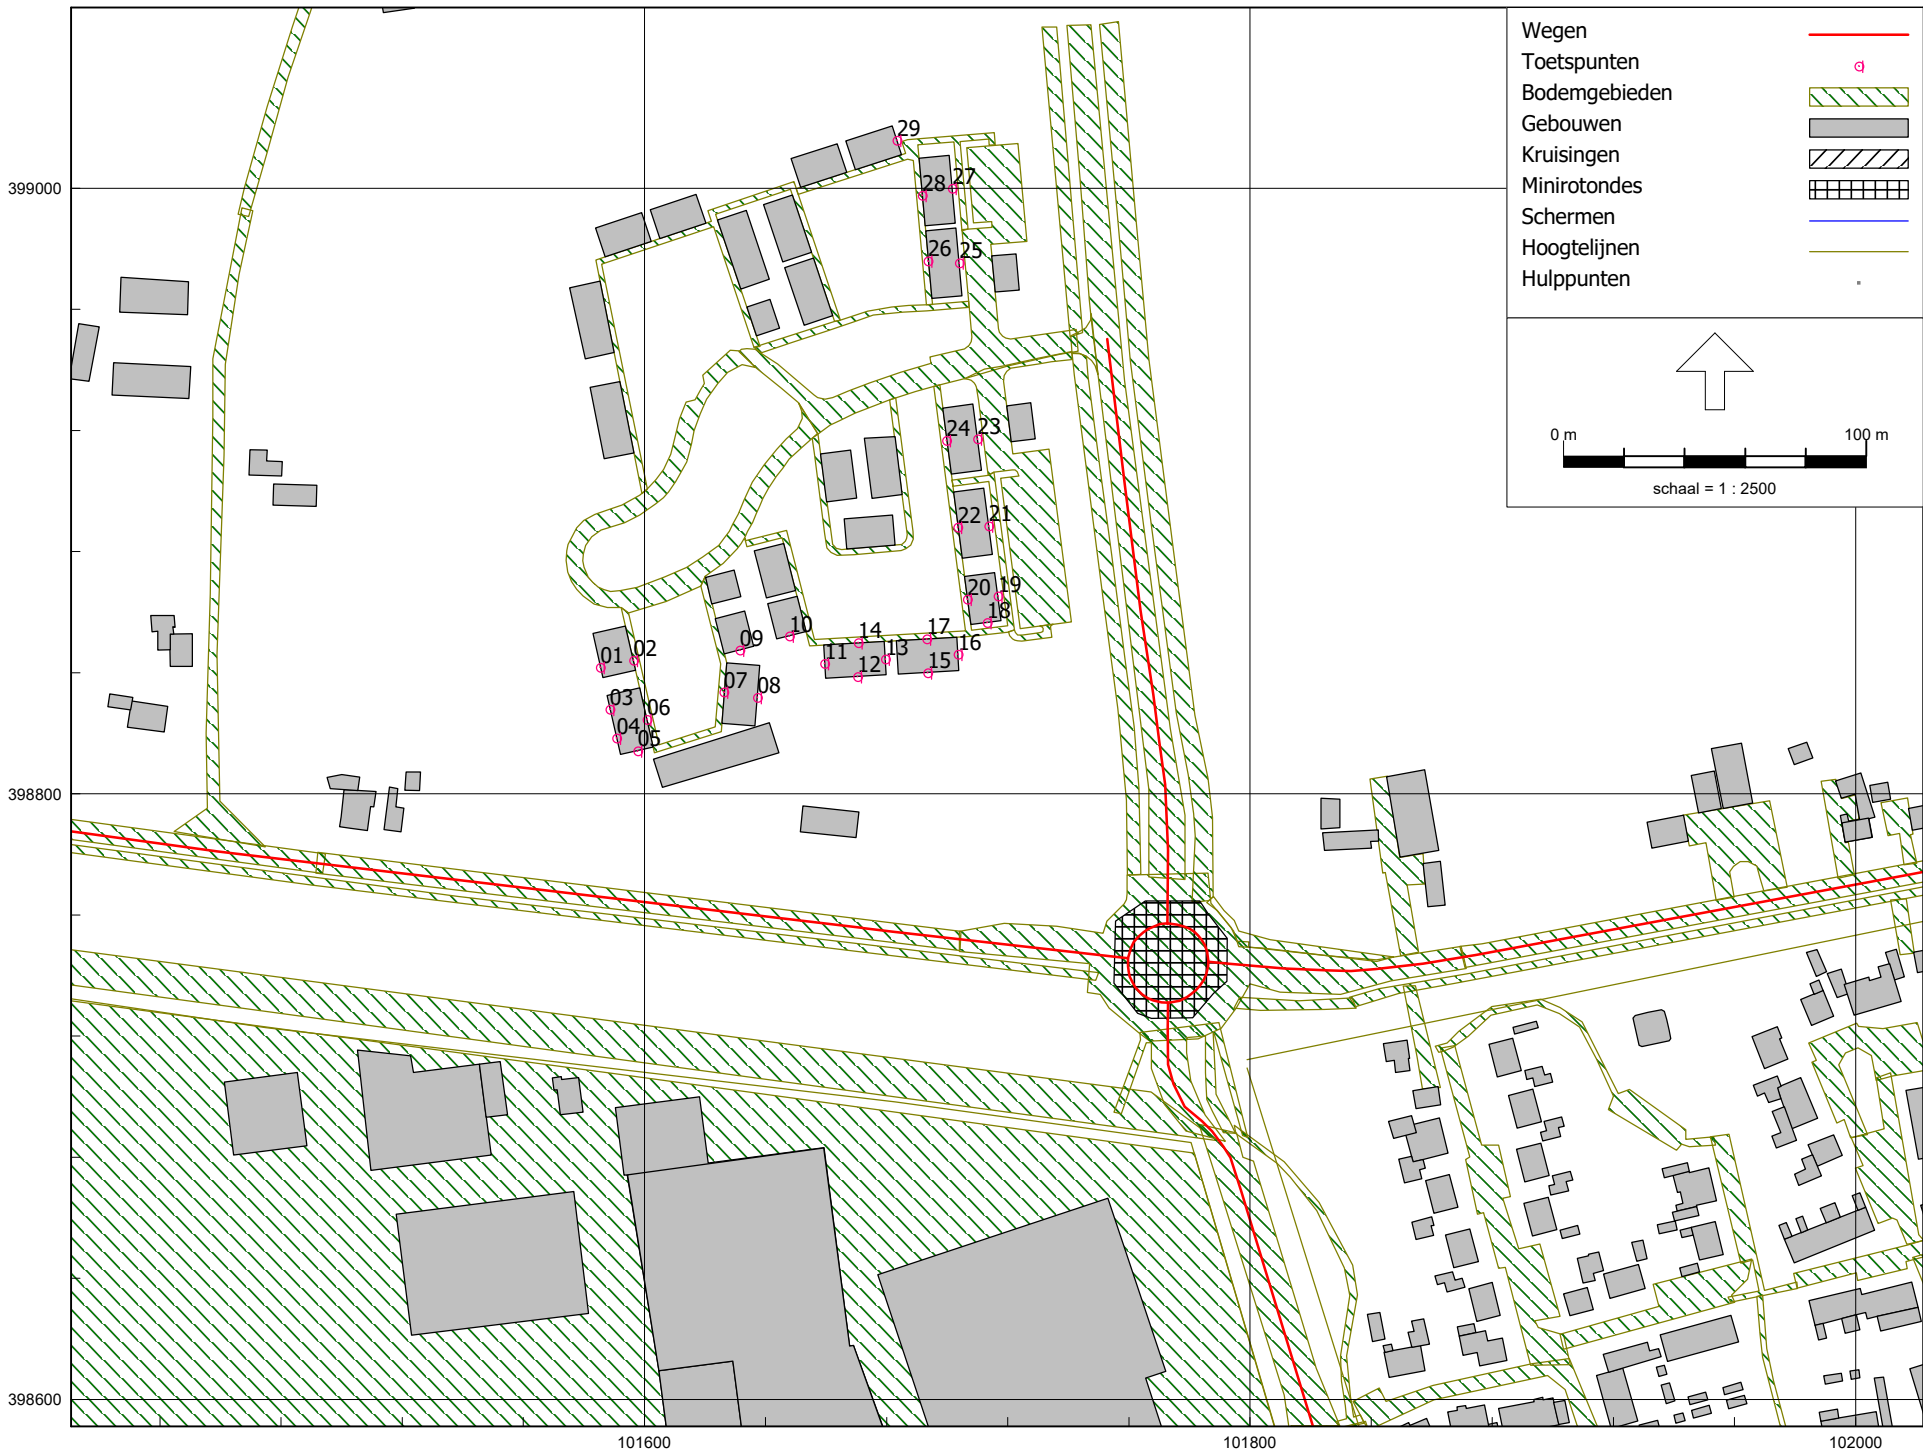 Wegen
Toetspunten
Bodemgebieden
Gebouwen
Kruisingen
Minirotondes
Schermen
Hoogtelijnen
Hulppunten
0 m 100 m
schaal = 1 : 2500
29
399000
28 27
26 25
24 23
22 21
20 19
18
17
16
15
14
13
12
11
10
09
08
07
06
05
04
03
02
01
398800
398600
101600 101800 102000